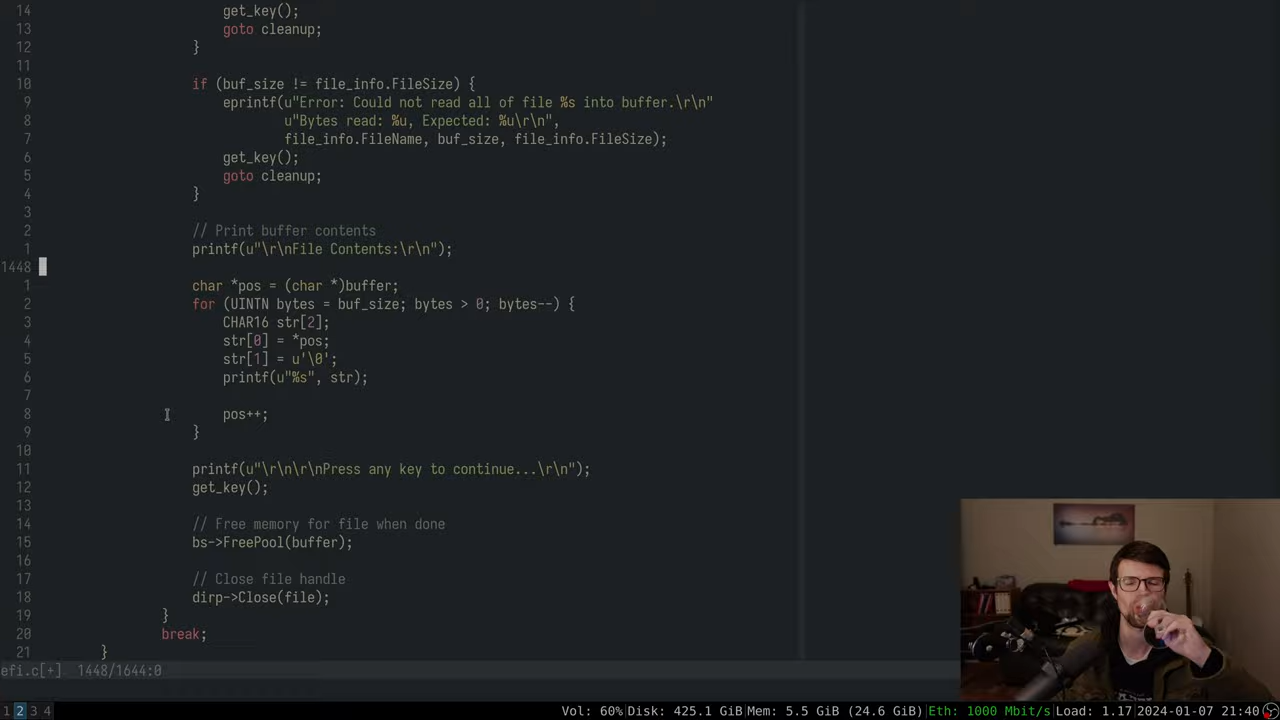 14                         get_key();
13                         goto cleanup;
12                     }
11
10                     if (buf_size != file_info.FileSize) {
9                         eprintf(u"Error: Could not read all of file %s into buffer.\r\n"
8                                 u"Bytes read: %u, Expected: %u\r\n",
7                                 file_info.FileName, buf_size, file_info.FileSize);
6                         get_key();
5                         goto cleanup;
4                     }
3
2                     // Print buffer contents
1                     printf(u"\r\nFile Contents:\r\n");
1448
1                     char *pos = (char *)buffer;
2                     for (UINTN bytes = buf_size; bytes > 0; bytes--) {
3                         CHAR16 str[2];
4                         str[0] = *pos;
5                         str[1] = u'\0';
6                         printf(u"%s", str);
7
8                         pos++;
9                     }
10
11                     printf(u"\r\n\r\nPress any key to continue...\r\n");
12                     get_key();
13
14                     // Free memory for file when done
15                     bs->FreePool(buffer);
16
17                     // Close file handle
18                     dirp->Close(file);
19                 }
20                 break;
21         }
efi.c[+]  1448/1644:0
1 2 3 4 Vol: 60%|Disk: 425.1 GiB|Mem: 5.5 GiB (24.6 GiB)|Eth: 1000 Mbit/s|Load: 1.17|2024-01-07 21:40